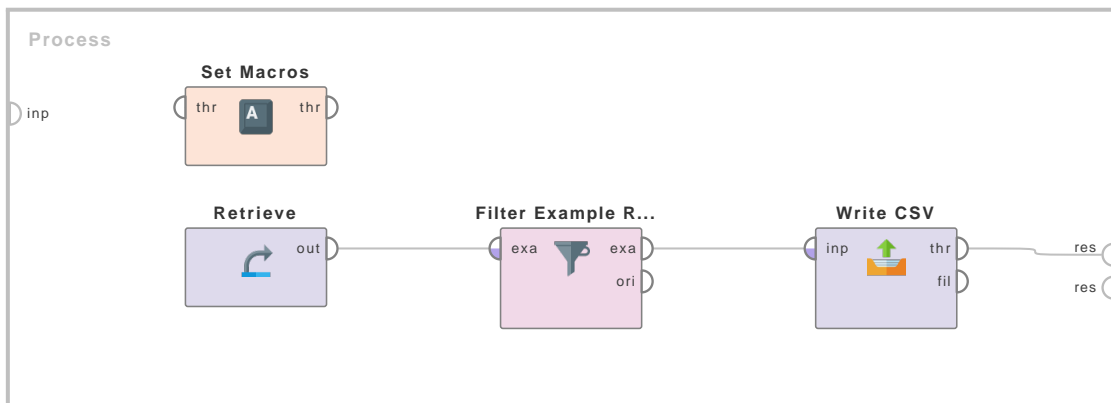 Process
Set Macros
inp
thr thr
A
Retrieve Filter Example R... Write CSV
out exa exa inp thr res
ori fil
res